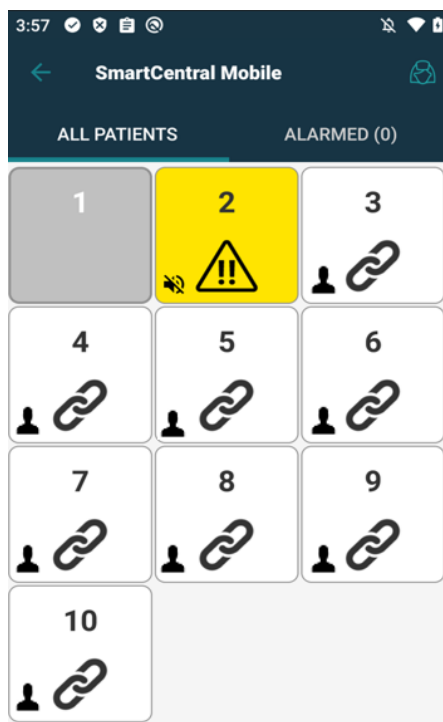 3:57
SmartCentral Mobile
ALL PATIENTS ALARMED (0)
1 2 3
4 5 6
7 8 9
10